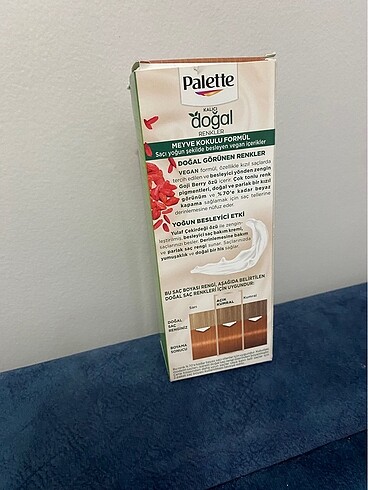 Palette
KALICI
doğal
RENKLER
MEYVE KOKULU FORMÜL
Saçı yoğun şekilde besleyen vegan içerikler
DOĞAL GÖRÜNEN RENKLER
VEGAN formül, özellikle kızıl saçlarda
tercih edilen ve besleyici yönden zengin
Goji Berry özü içerir. Çok tonlu renk
pigmentleri, doğal ve parlak bir kızıl
görünüm ve %70'e kadar beyaz
kapama sağlamak için saç tellerine
derinlemesine nüfuz eder.
YOĞUN BESLEYİCİ ETKİ
Yulaf Çekirdeği özü ile zengin-
leştirilmiş, besleyici saç bakım kremi,
saçlarınızı besler. Derinlemesine bakım
ve parlak saç rengi sunar. Saçlarınızda
yumuşaklık ve doğal bir his sağlar.
BU SAÇ BOYASI RENGİ, AŞAĞIDA BELİRTİLEN
DOĞAL SAÇ RENKLERİ İÇİN UYGUNDUR:
Sarı
AÇIK
KUMRAL
Kumral
DOĞAL
SAÇ
RENGİNİZ
BOYAMA
SONUCU